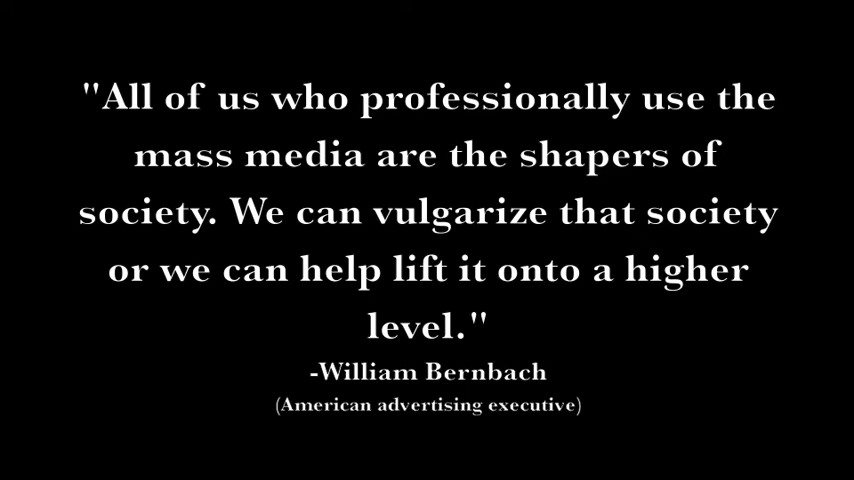 "All of us who professionally use the
mass media are the shapers of
society. We can vulgarize that society
or we can help lift it onto a higher
level."
-William Bernbach
(American advertising executive)